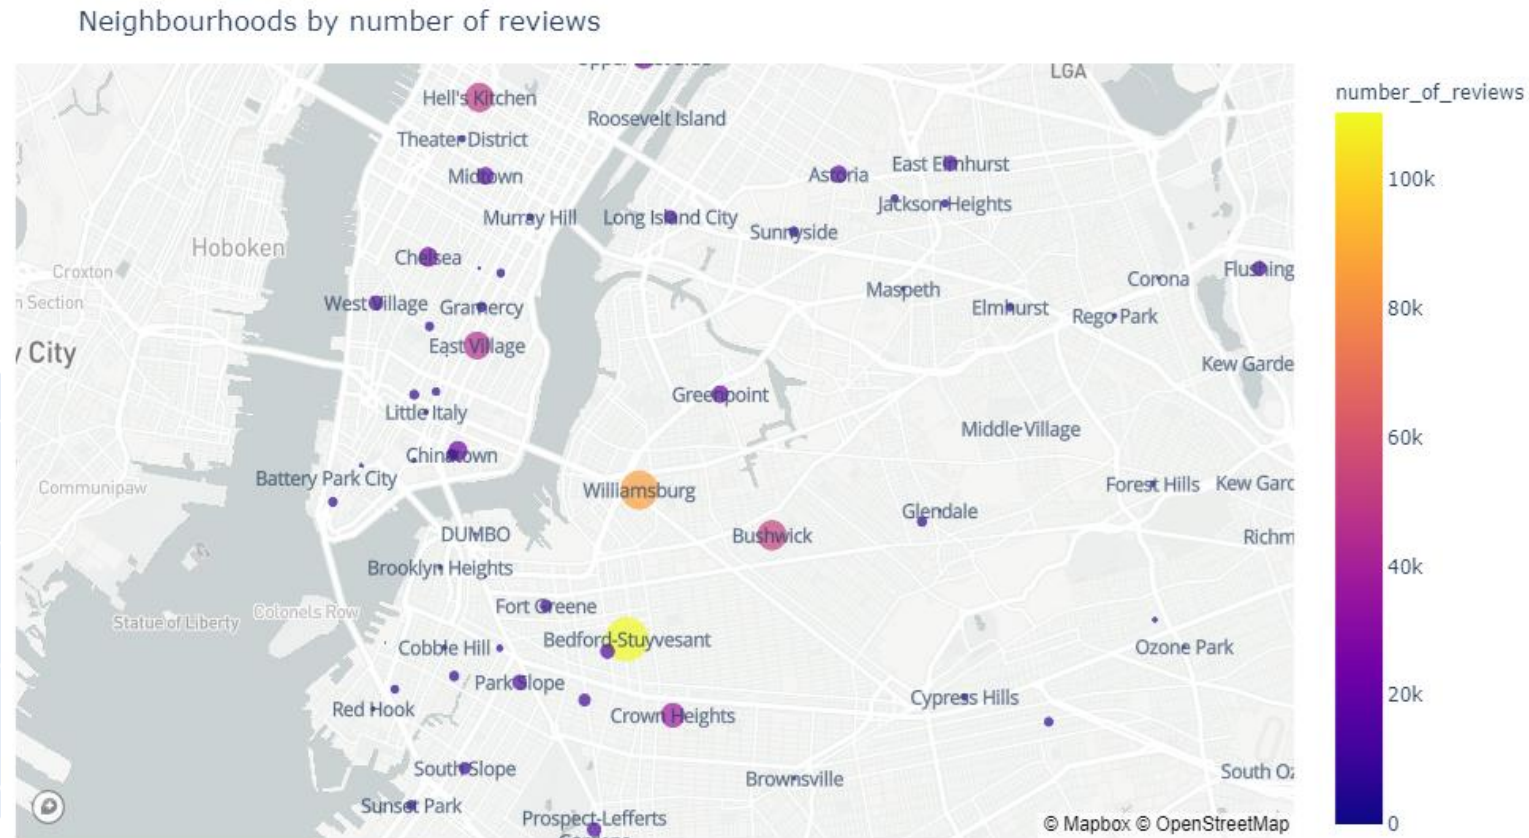 Neighbourhoods by number of reviews
LGA
number_of_reviews
Hell's Kitchen
Roosevelt Island
Theater District
East Elmhurst
Midtown
Astoria
100k
Jackson Heights
Murray Hill
Long Island City
Sunnyside
Hoboken
Chelsea
Croxton
Flushing
Corona
Maspeth
n Section
West Village
Gramercy
Elmhurst
80k
Rego Park
East Village
y City
Kew Garde
Greenpoint
Little Italy
Middle Village
60k
Chinatown
Battery Park City
Communipaw
Williamsburg
Forest Hills
Kew Gard
Glendale
DUMBO
Bushwick
Richm
Brooklyn Heights
40k
Fort Greene
Colonels Row
Statue of Liberty
Bedford-Stuyvesant
Cobble Hill
Ozone Park
Park Slope
20k
Cypress Hills
Red Hook
Crown Heights
South Slope
South Oz
Brownsville
Sunset Park
Prospect-Lefferts
© Mapbox © OpenStreetMap
0